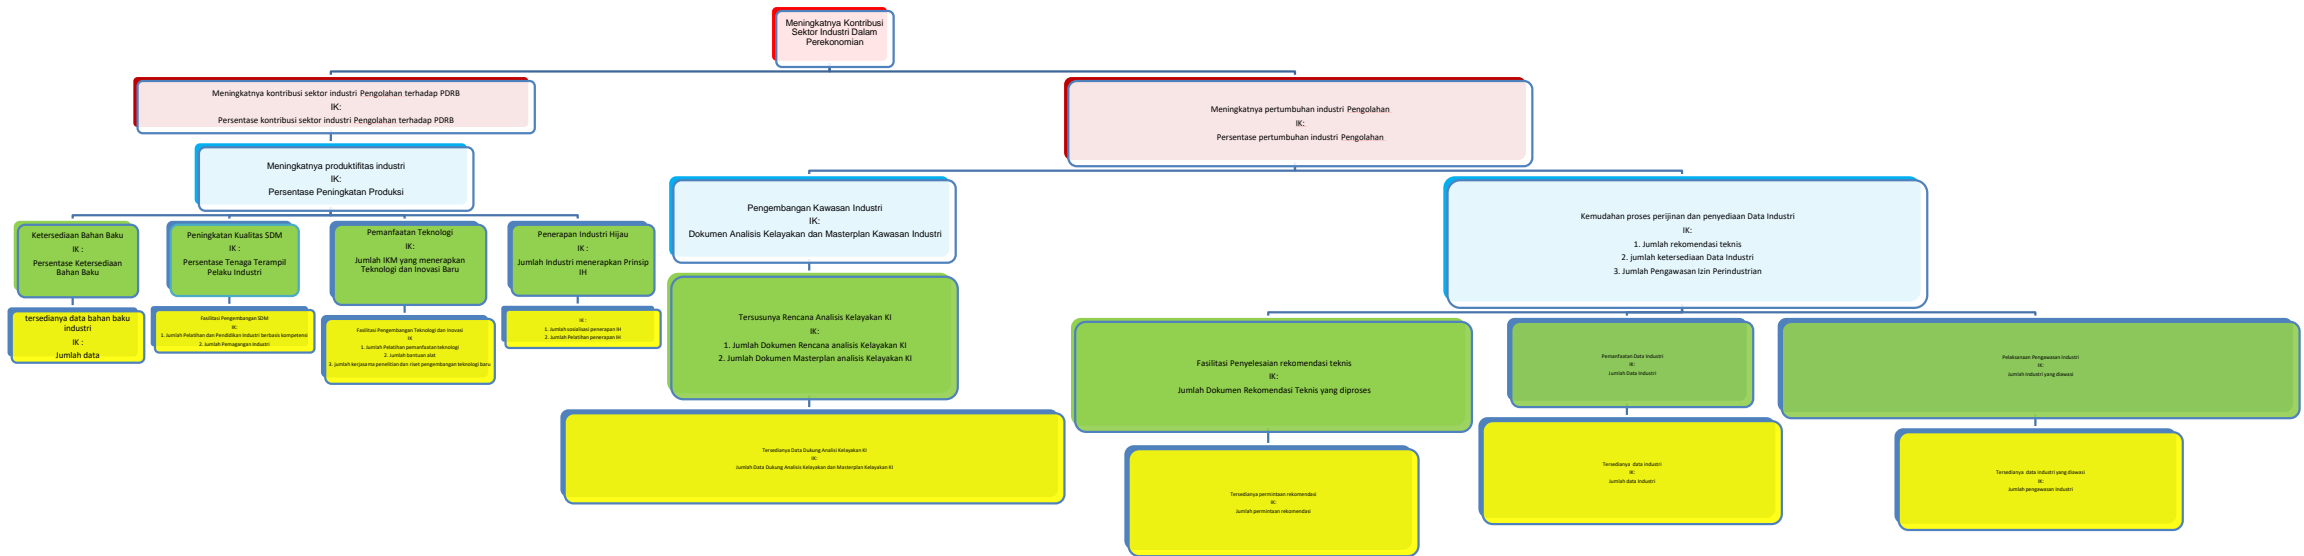 Meningkatnya Kontribusi
Sektor Industri Dalam
Perekonomian
Meningkatnya kontribusi sektor industri Pengolahan terhadap PDRB
IK:
Persentase kontribusi sektor industri Pengolahan terhadap PDRB
Meningkatnya pertumbuhan industri Pengolahan
IK:
Persentase pertumbuhan industri Pengolahan
Meningkatnya produktifitas industri
IK:
Persentase Peningkatan Produksi
Pengembangan Kawasan Industri
IK:
Dokumen Analisis Kelayakan dan Masterplan Kawasan Industri
Kemudahan proses perijinan dan penyediaan Data Industri
IK:
1. Jumlah rekomendasi teknis
2. jumlah ketersediaan Data Industri
3. Jumlah Pengawasan Izin Perindustrian
Ketersediaan Bahan Baku
IK :
Persentase Ketersediaan
Bahan Baku
Peningkatan Kualitas SDM
IK :
Persentase Tenaga Terampil
Pelaku Industri
Pemanfaatan Teknologi
IK:
Jumlah IKM yang menerapkan
Teknologi dan Inovasi Baru
Penerapan Industri Hijau
IK :
Jumlah Industri menerapkan Prinsip
IH
tersedianya data bahan baku
industri
IK :
Jumlah data
Fasilitasi Pengembangan SDM
IK:
1. Jumlah Pelatihan dan Pendidikan Industri berbasis kompetensi
2. Jumlah Pemagangan Industri
Fasilitasi Pengembangan Teknologi dan Inovasi
IK
1. Jumlah Pelatihan pemanfaatan teknologi
2. Jumlah bantuan alat
3. jumlah kerjasama penelitian dan riset pengembangan teknologi baru
IK :
1. Jumlah sosialisasi penerapan IH
2. Jumlah Pelatihan penerapan IH
Tersusunya Rencana Analisis Kelayakan KI
IK:
1. Jumlah Dokumen Rencana analisis Kelayakan KI
2. Jumlah Dokumen Masterplan analisis Kelayakan KI
Fasilitasi Penyelesaian rekomendasi teknis
IK:
Jumlah Dokumen Rekomendasi Teknis yang diproses
Pemanfaatan Data Industri
IK:
Jumlah Data Industri
Pelaksanaan Pengawasan Industri
IK:
Jumlah Industri yang diawasi
Tersedianya Data Dukung Analisi Kelayakan KI
IK:
Jumlah Data Dukung Analisis Kelayakan dan Masterplan Kelayakan KI
Tersedianya permintaan rekomendasi
IK:
Jumlah permintaan rekomendasi
Tersedianya data industri
IK:
Jumlah data Industri
Tersedianya data industri yang diawasi
IK:
Jumlah pengawasan Industri